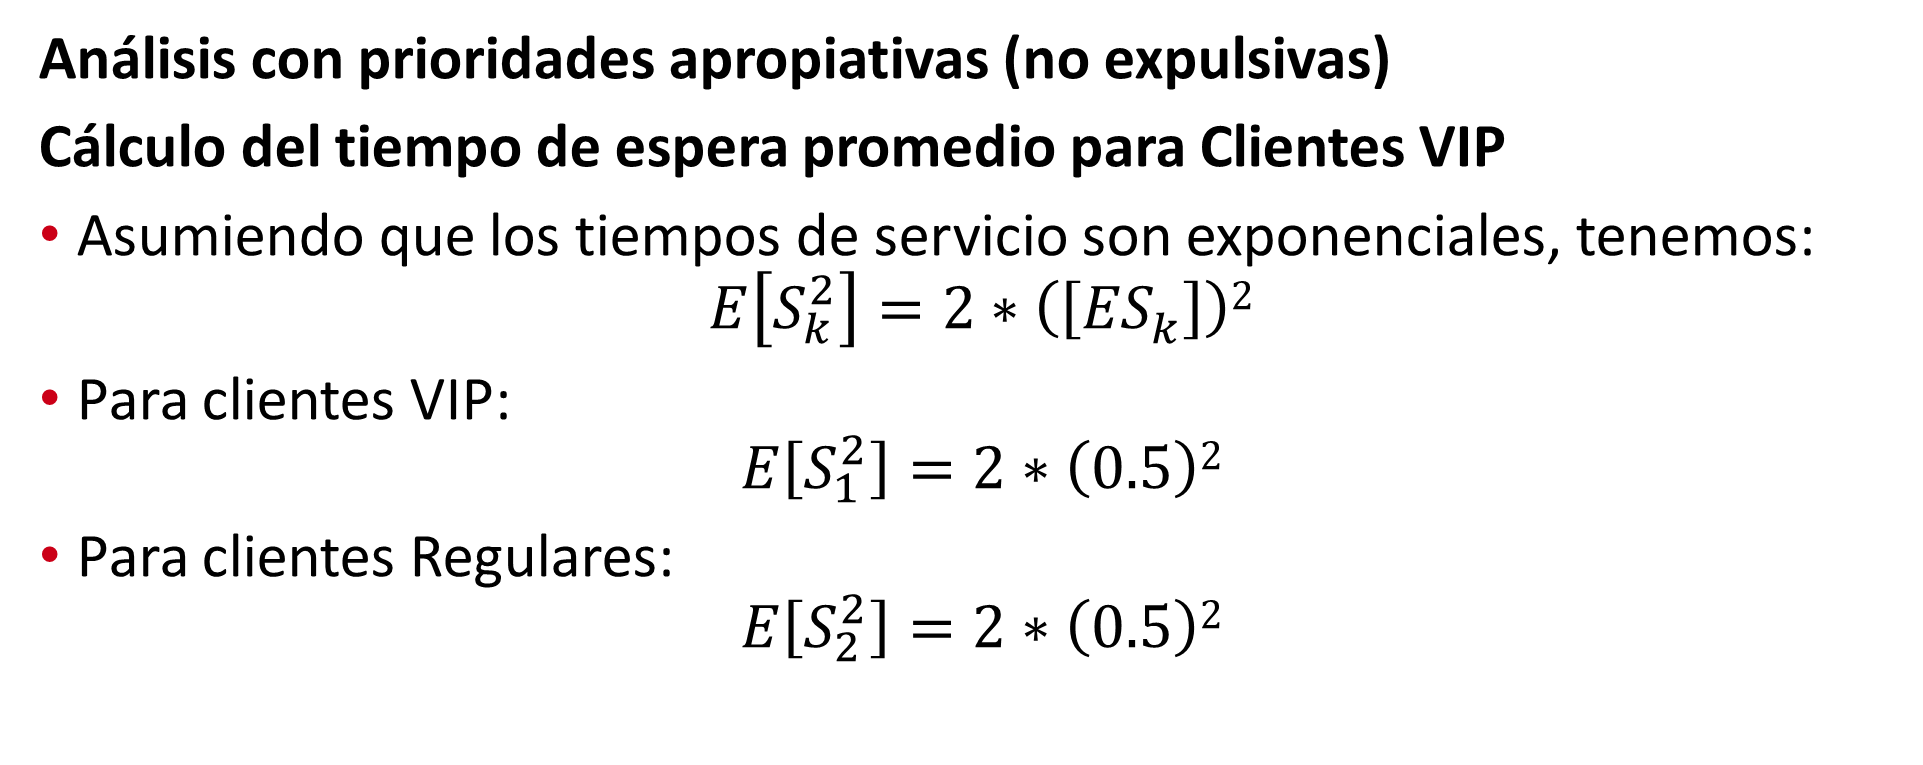 Análisis con prioridades apropiativas (no expulsivas)
Cálculo del tiempo de espera promedio para Clientes VIP
• Asumiendo que los tiempos de servicio son exponenciales, tenemos:
E[S_k^2] = 2 * ([ES_k])^2
• Para clientes VIP:
E[S_1^2] = 2 * (0.5)^2
• Para clientes Regulares:
E[S_2^2] = 2 * (0.5)^2